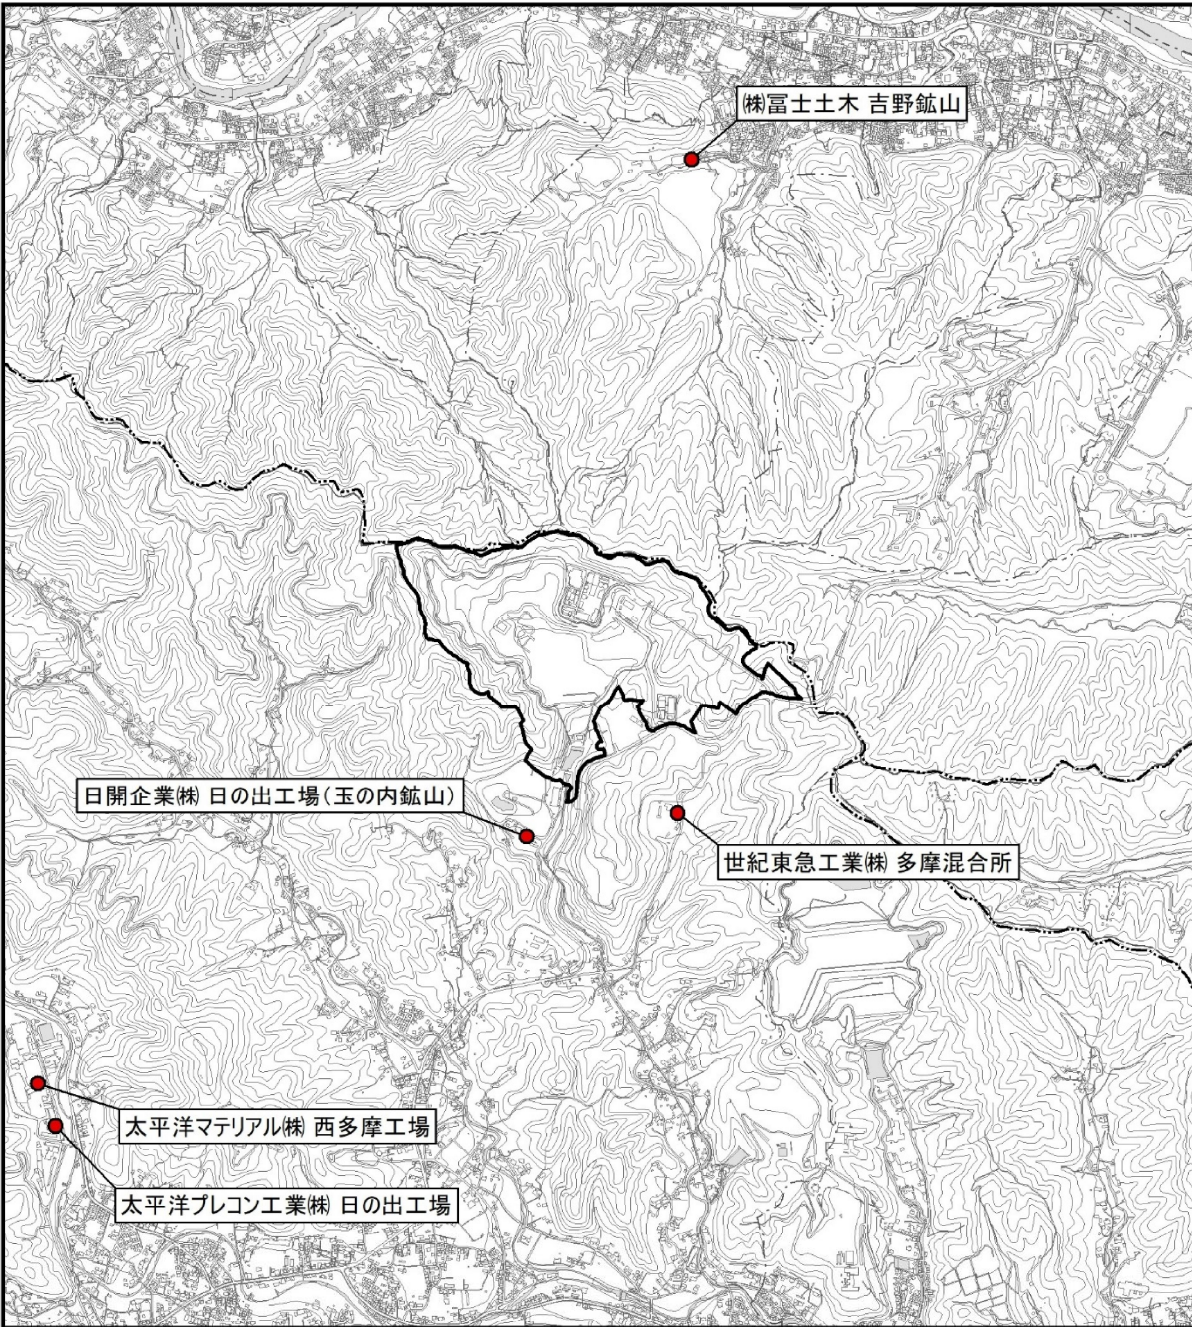 ㈱冨士土木 吉野鉱山
日開企業㈱ 日の出工場（玉の内鉱山）
世紀東急工業㈱ 多摩混合所
太平洋マテリアル㈱ 西多摩工場
太平洋プレコン工業㈱ 日の出工場